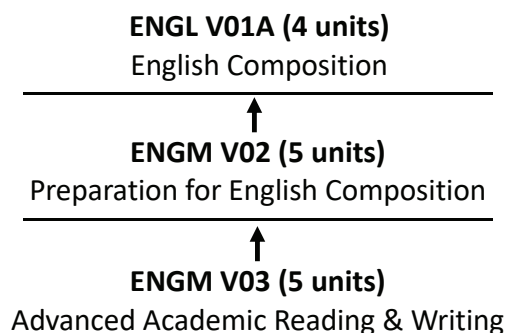 ENGL V01A (4 units)
English Composition
ENGM V02 (5 units)
Preparation for English Composition
ENGM V03 (5 units)
Advanced Academic Reading & Writing